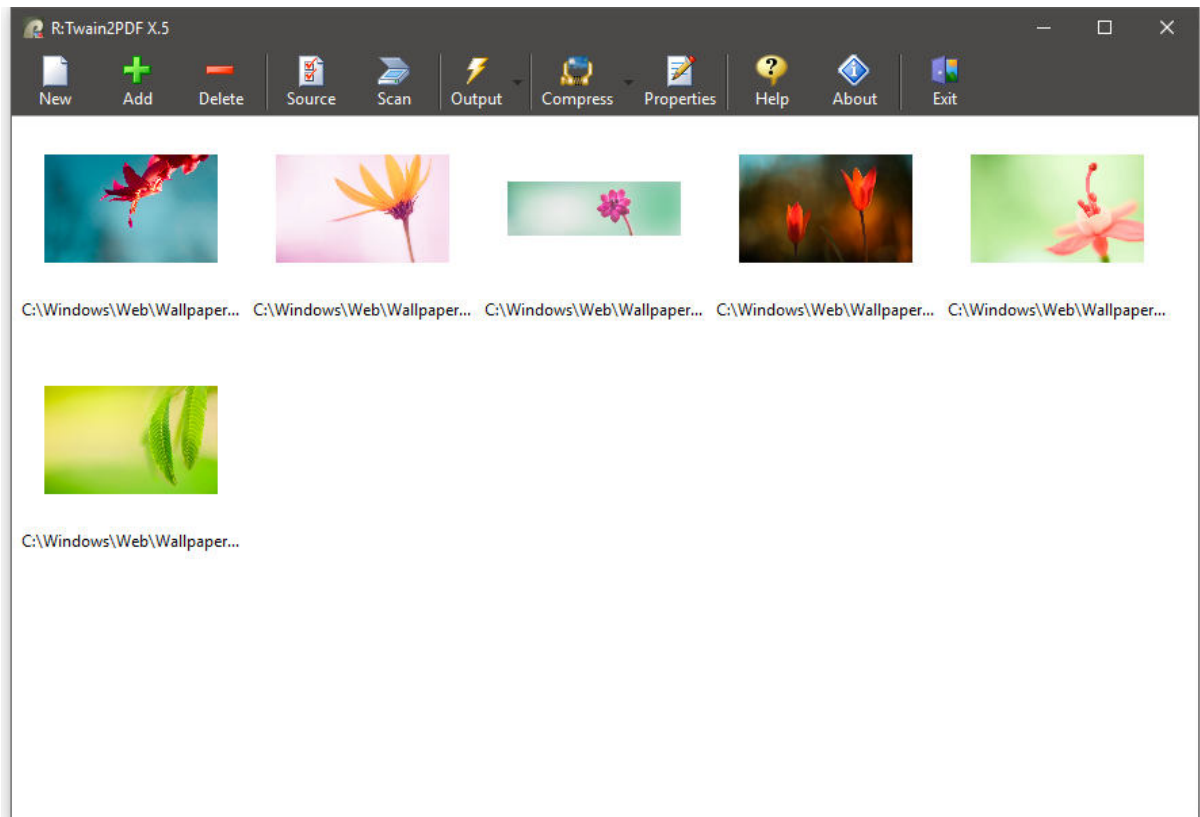 R:Twain2PDF X.5
New Add Delete Source Scan Output Compress Properties Help About Exit
C:\Windows\Web\Wallpaper... C:\Windows\Web\Wallpaper... C:\Windows\Web\Wallpaper... C:\Windows\Web\Wallpaper... C:\Windows\Web\Wallpaper...
C:\Windows\Web\Wallpaper...